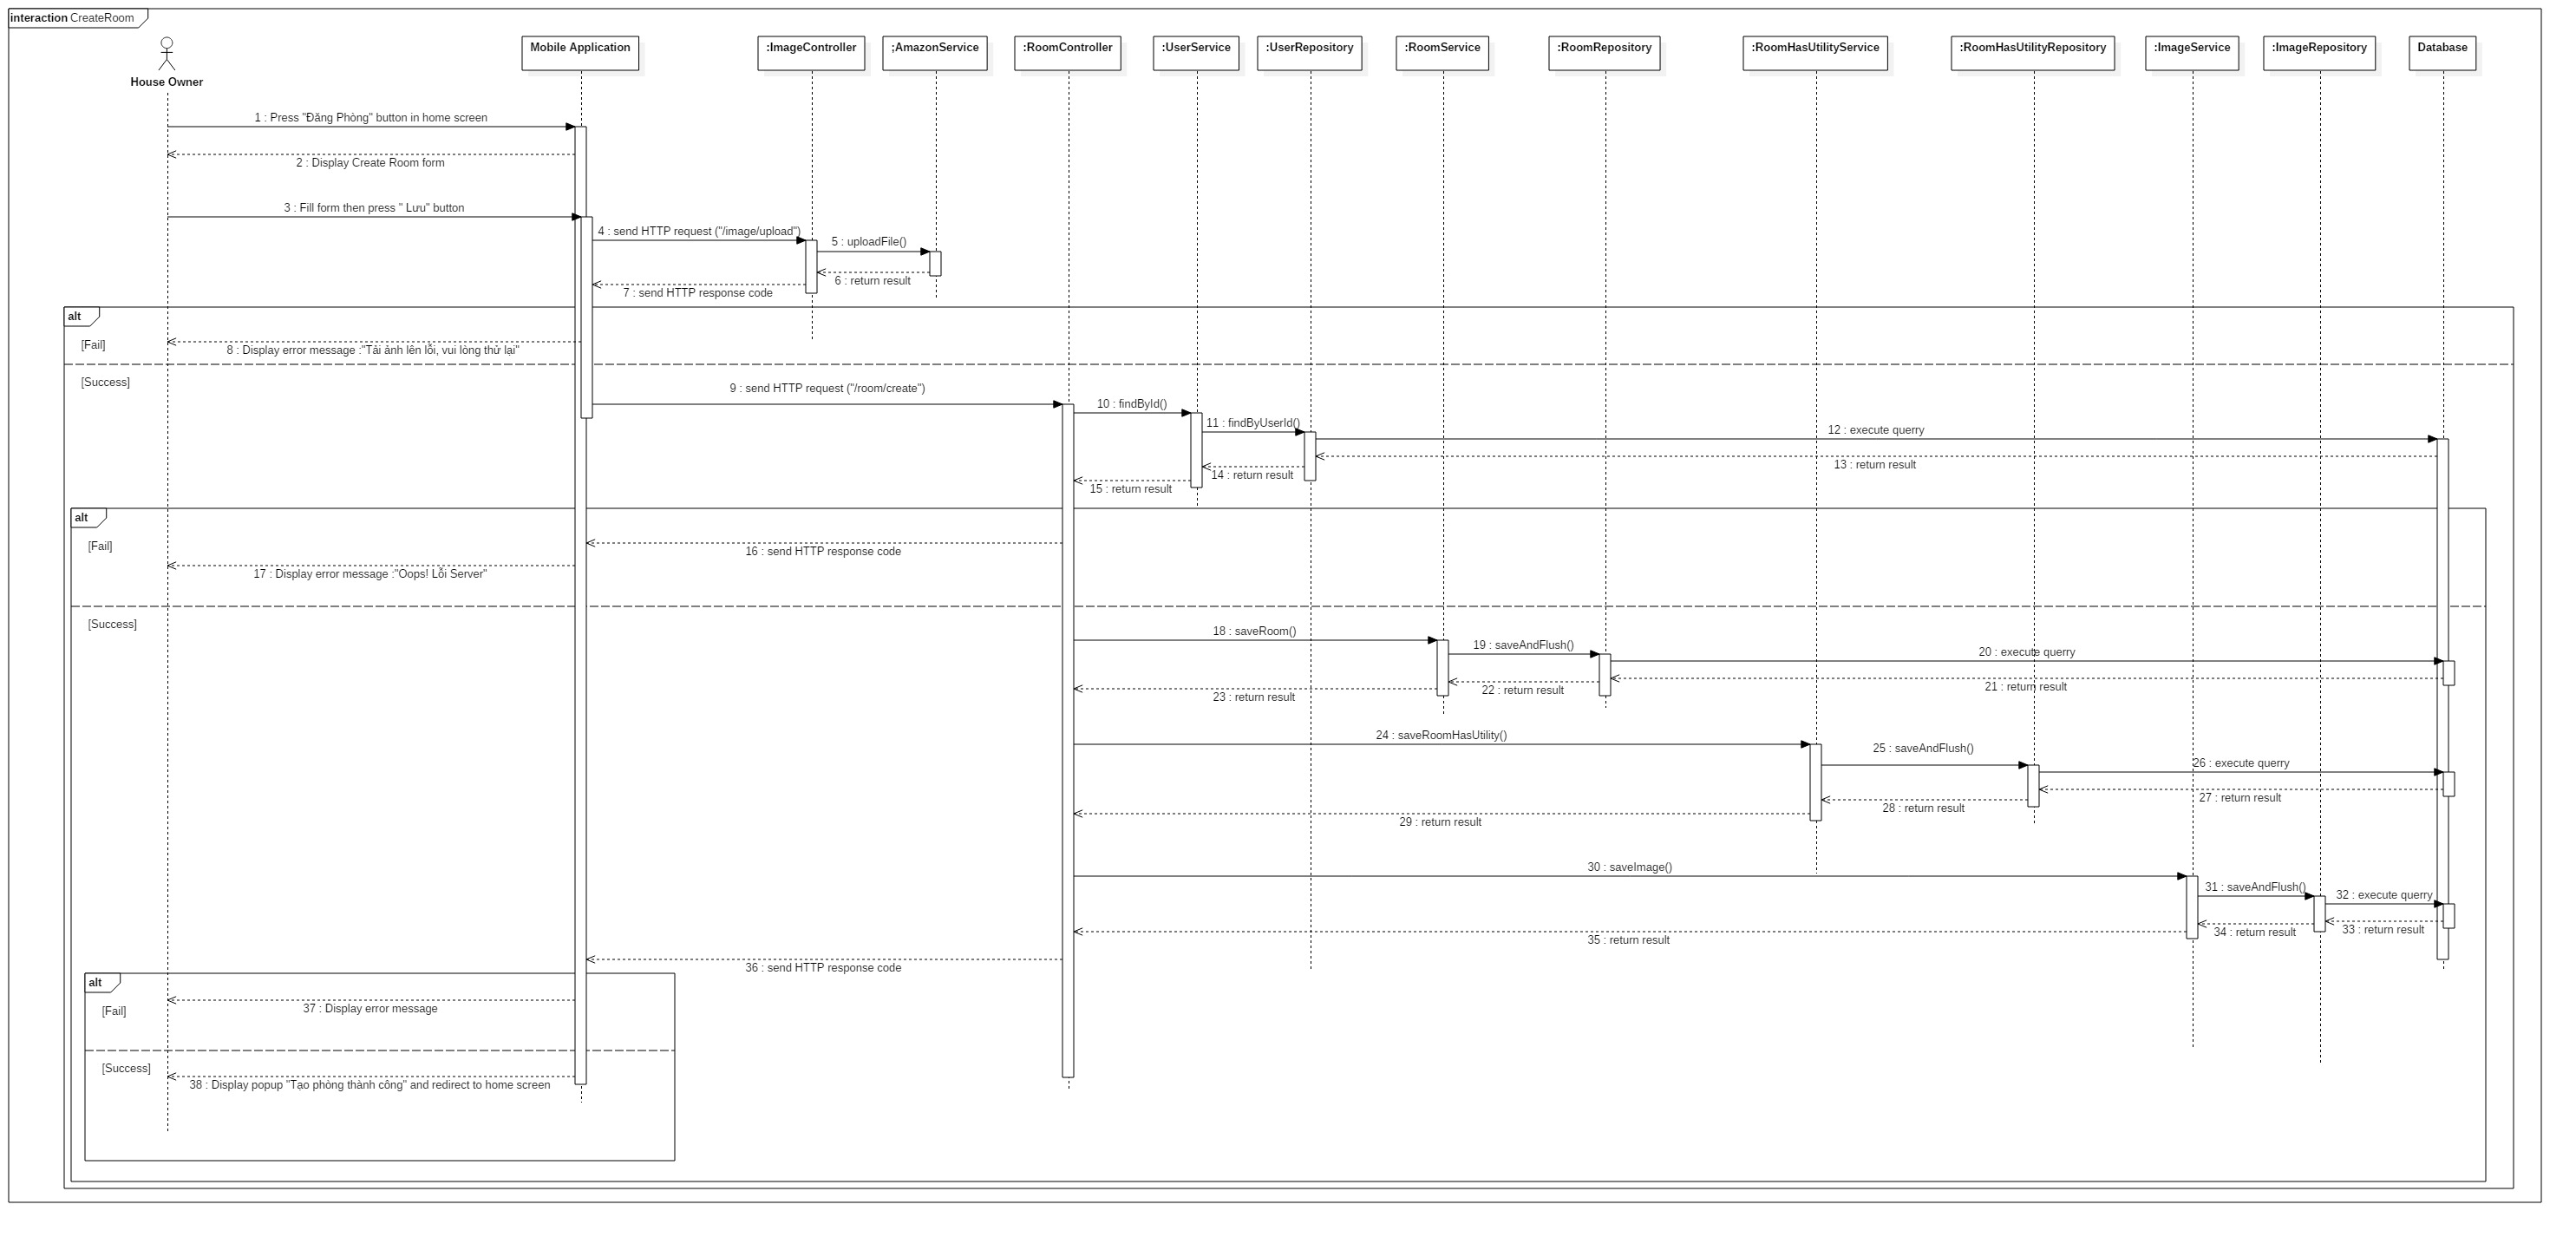 interaction CreateRoom
House Owner
Mobile Application
:ImageController
;AmazonService
:RoomController
:UserService
:UserRepository
:RoomService
:RoomRepository
:RoomHasUtilityService
:RoomHasUtilityRepository
:ImageService
:ImageRepository
Database
1 : Press "Đăng Phòng" button in home screen
2 : Display Create Room form
3 : Fill form then press " Lưu" button
4 : send HTTP request ("/image/upload")
5 : uploadFile()
6 : return result
7 : send HTTP response code
alt
[Fail]
8 : Display error message :"Tải ảnh lên lỗi, vui lòng thử lại"
[Success]
9 : send HTTP request ("/room/create")
10 : findById()
11 : findByUserId()
12 : execute querry
13 : return result
14 : return result
15 : return result
alt
[Fail]
16 : send HTTP response code
17 : Display error message :"Oops! Lỗi Server"
[Success]
18 : saveRoom()
19 : saveAndFlush()
20 : execute querry
21 : return result
22 : return result
23 : return result
24 : saveRoomHasUtility()
25 : saveAndFlush()
26 : execute querry
27 : return result
28 : return result
29 : return result
30 : saveImage()
31 : saveAndFlush()
32 : execute querry
33 : return result
34 : return result
35 : return result
36 : send HTTP response code
alt
[Fail]
37 : Display error message
[Success]
38 : Display popup "Tạo phòng thành công" and redirect to home screen